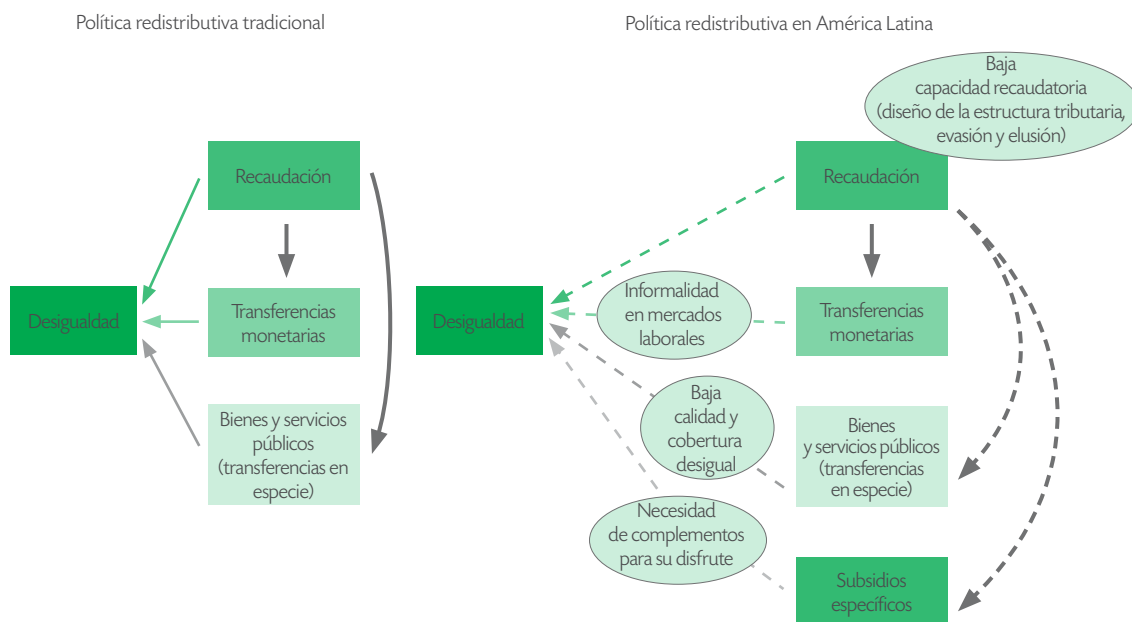 Política redistributiva tradicional
Recaudación
Desigualdad
Transferencias
monetarias
Bienes y servicios
públicos
(transferencias en
especie)
Política redistributiva en América Latina
Baja
capacidad recaudatoria
(diseño de la estructura tributaria,
evasión y elusión)
Recaudación
Desigualdad
Informalidad
en mercados
laborales
Transferencias
monetarias
Baja
calidad y
cobertura
desigual
Bienes
y servicios públicos
(transferencias
en especie)
Necesidad
de complementos
para su disfrute
Subsidios
específicos